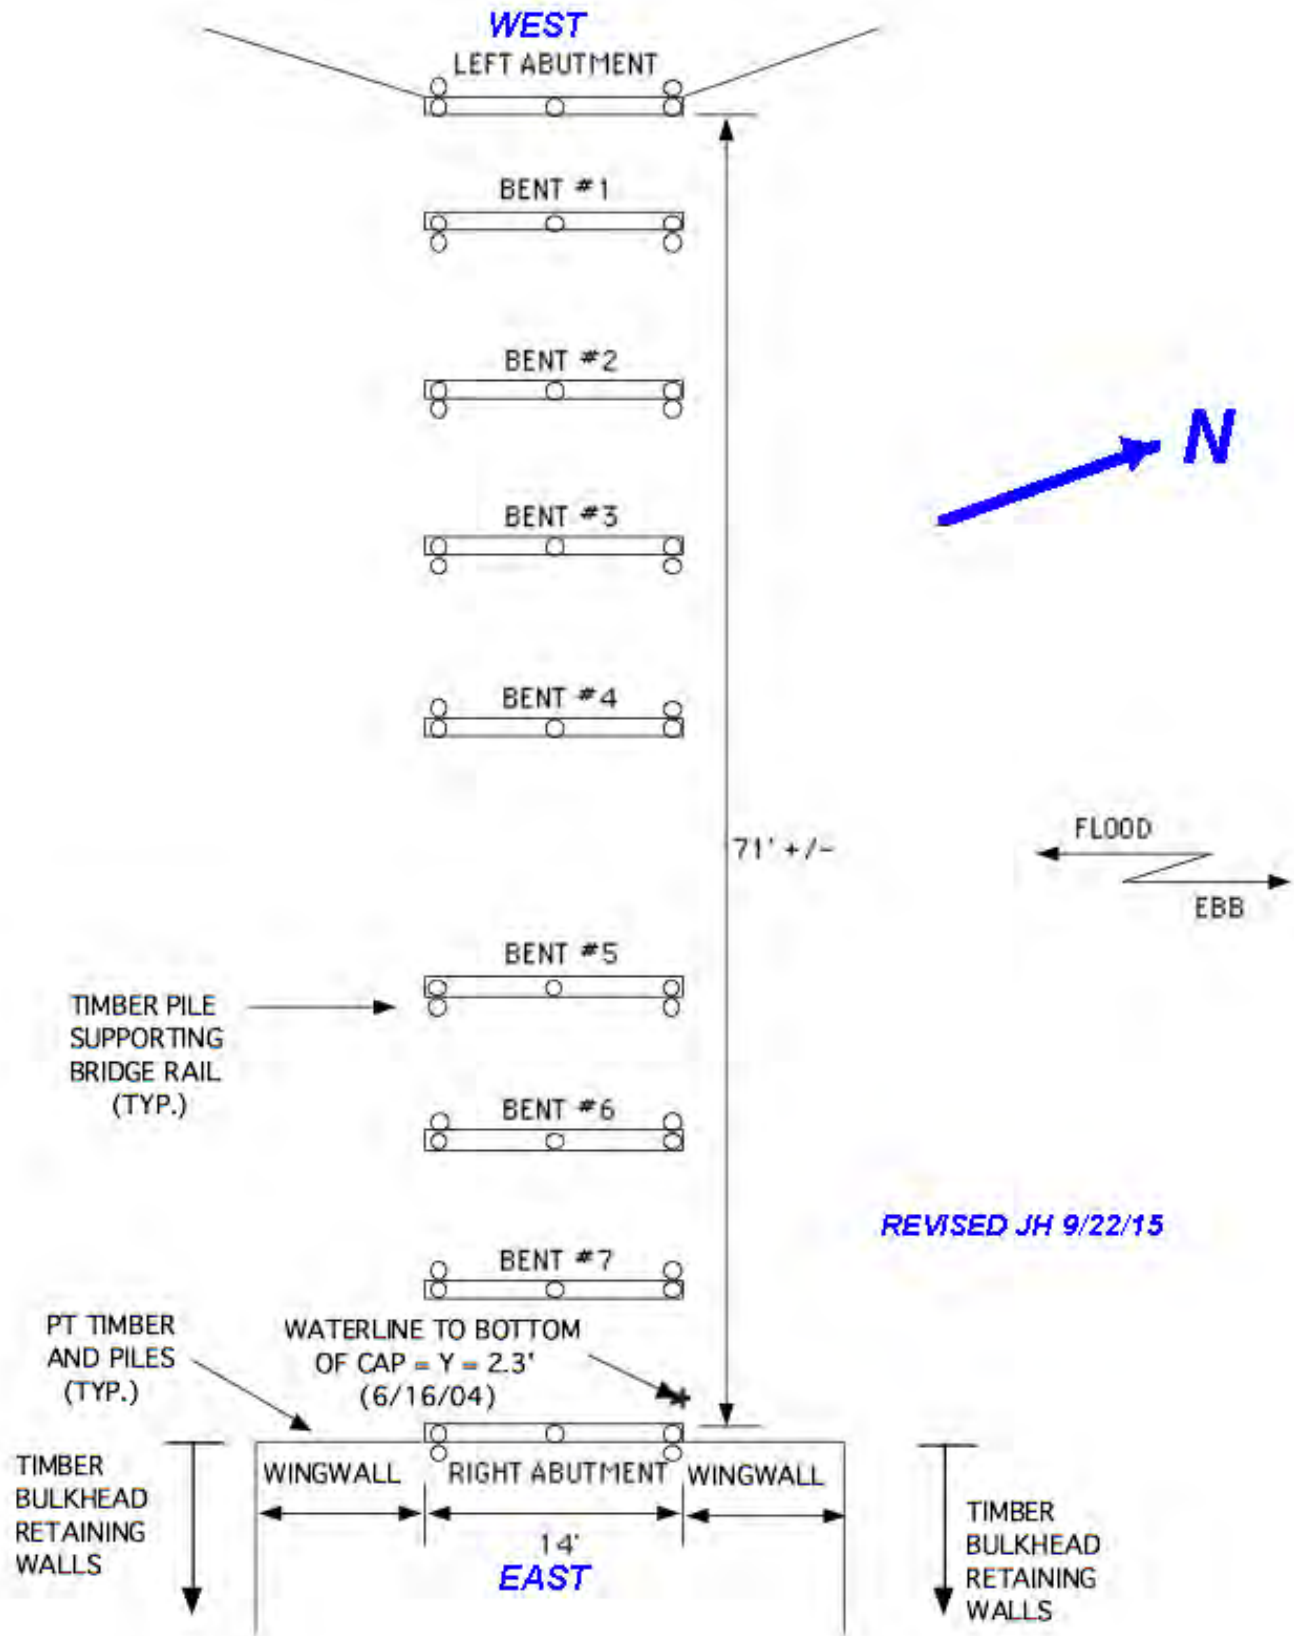 WEST
LEFT ABUTMENT
BENT #1
BENT #2
N
BENT #3
BENT #4
71' +/-
FLOOD
EBB
BENT #5
TIMBER PILE
SUPPORTING
BRIDGE RAIL
(TYP.)
BENT #6
REVISED JH 9/22/15
BENT #7
PT TIMBER
AND PILES
(TYP.)
WATERLINE TO BOTTOM
OF CAP = Y = 2.3'
(6/16/04)
TIMBER
BULKHEAD
RETAINING
WALLS
WINGWALL
RIGHT ABUTMENT
WINGWALL
14'
EAST
TIMBER
BULKHEAD
RETAINING
WALLS